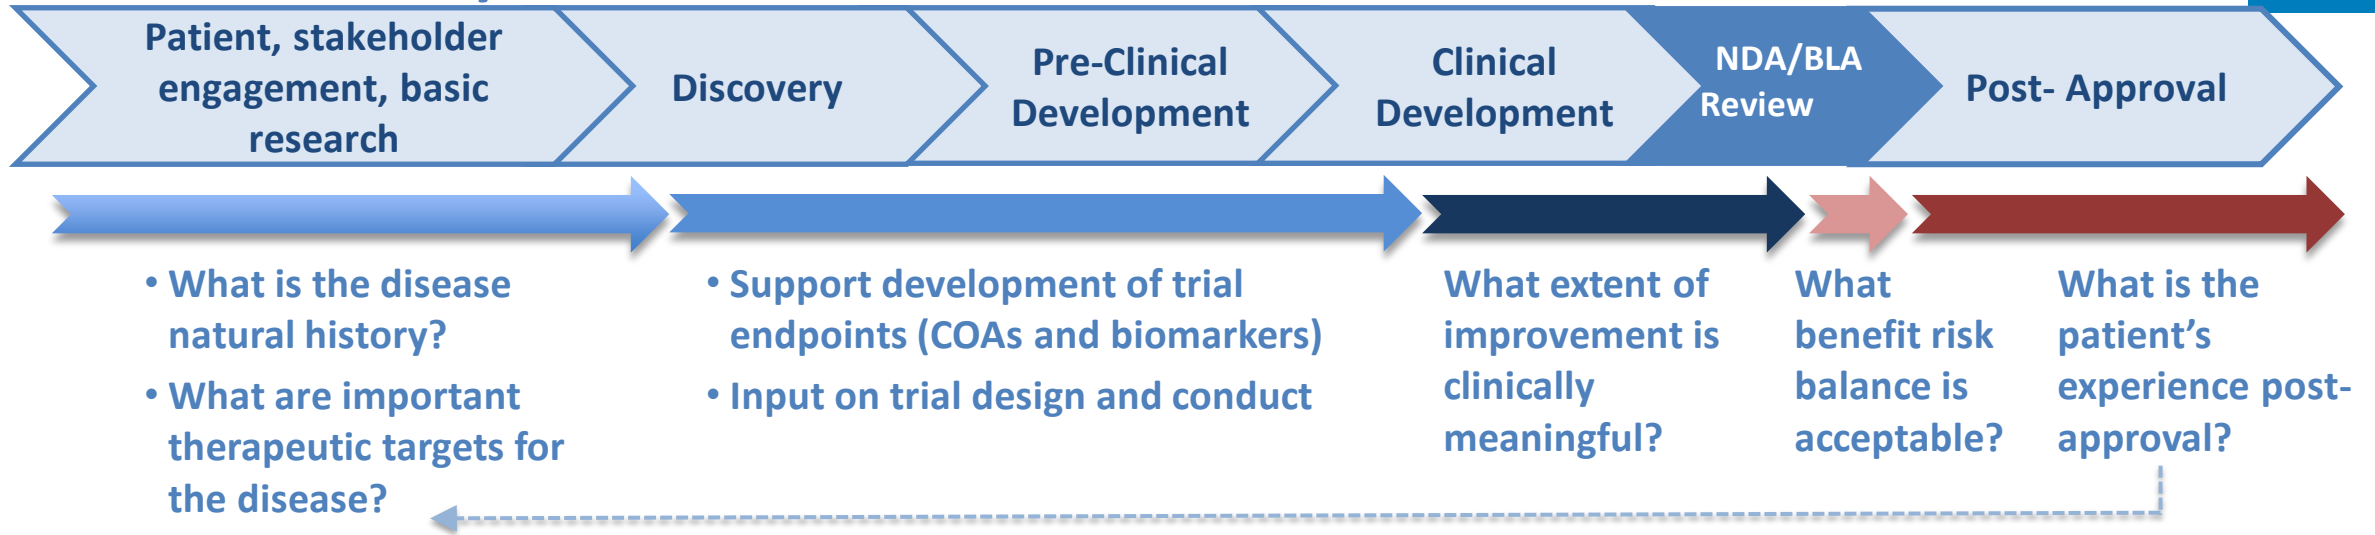 Patient, stakeholder
engagement, basic
research
Discovery
Pre-Clinical
Development
Clinical
Development
NDA/BLA
Review
Post- Approval
• What is the disease
natural history?
• What are important
therapeutic targets for
the disease?
• Support development of trial
endpoints (COAs and biomarkers)
• Input on trial design and conduct
What extent of
improvement is
clinically
meaningful?
What
benefit risk
balance is
acceptable?
What is the
patient’s
experience post-
approval?